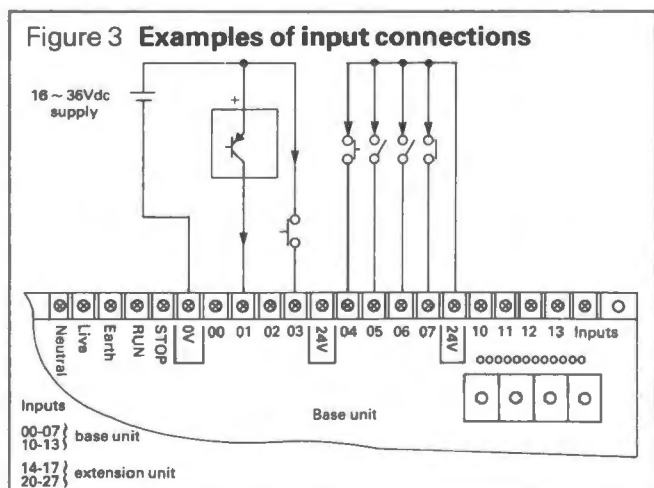 Figure 3 Examples of input connections
16 ~ 36Vdc
supply
+
Neutral
Live
Earth
RUN
STOP
0V
00
01
02
03
24V
04
05
06
07
24V
10
11
12
13
Inputs
Base unit
Inputs
00-07
10-13 } base unit
14-17
20-27 } extension unit